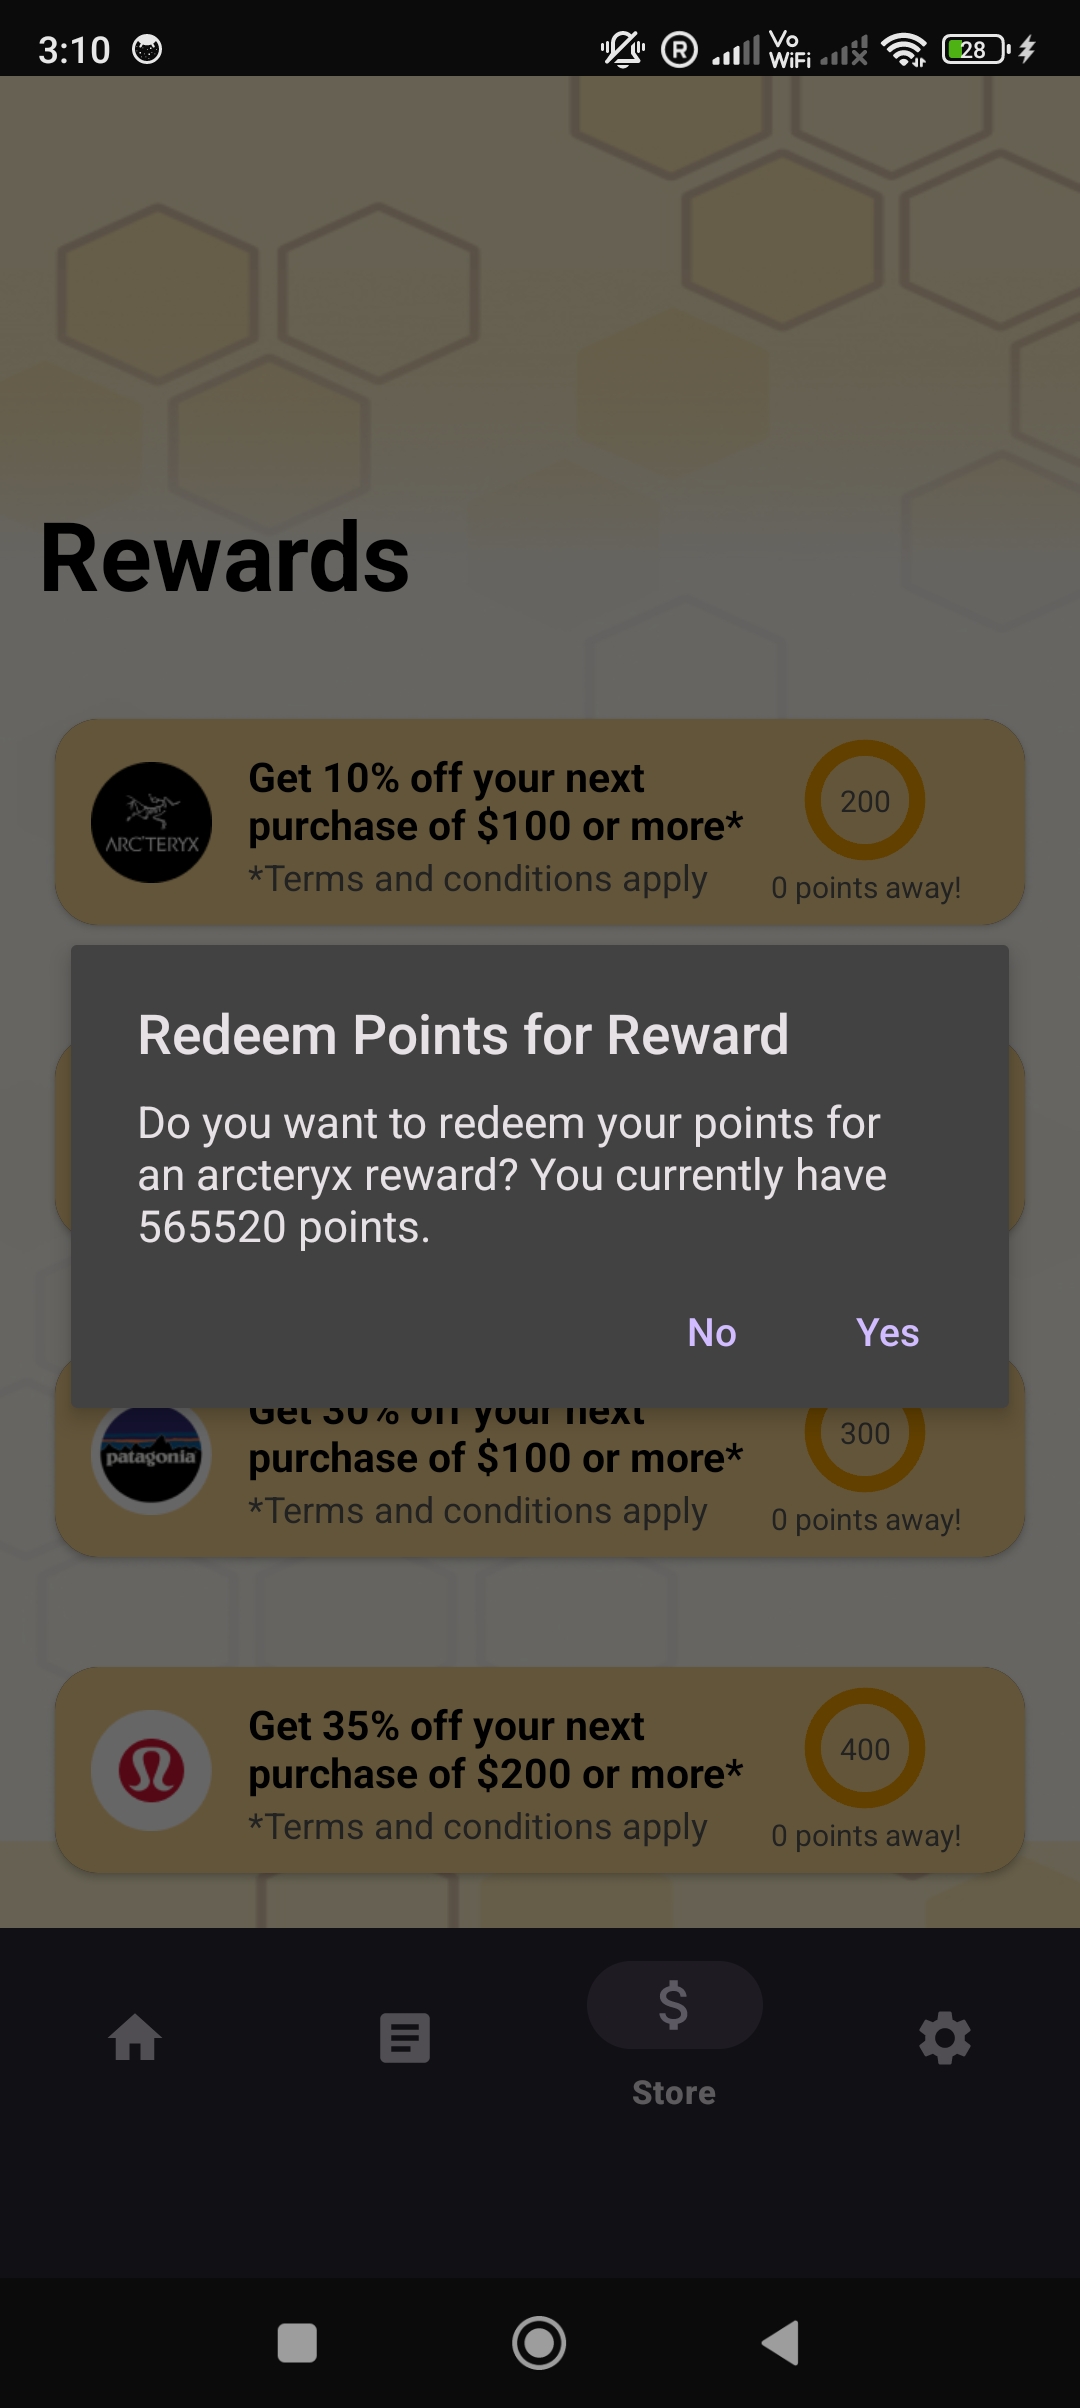 3:10
R
Vo
WiFi
28
Rewards
Get 10% off your next
purchase of $100 or more*
*Terms and conditions apply
ARC'TERYX
200
0 points away!
Redeem Points for Reward
Do you want to redeem your points for
an arcteryx reward? You currently have
565520 points.
No
Yes
Get 30% off your next
purchase of $100 or more*
*Terms and conditions apply
patagonia
300
0 points away!
Get 35% off your next
purchase of $200 or more*
*Terms and conditions apply
400
0 points away!
Store